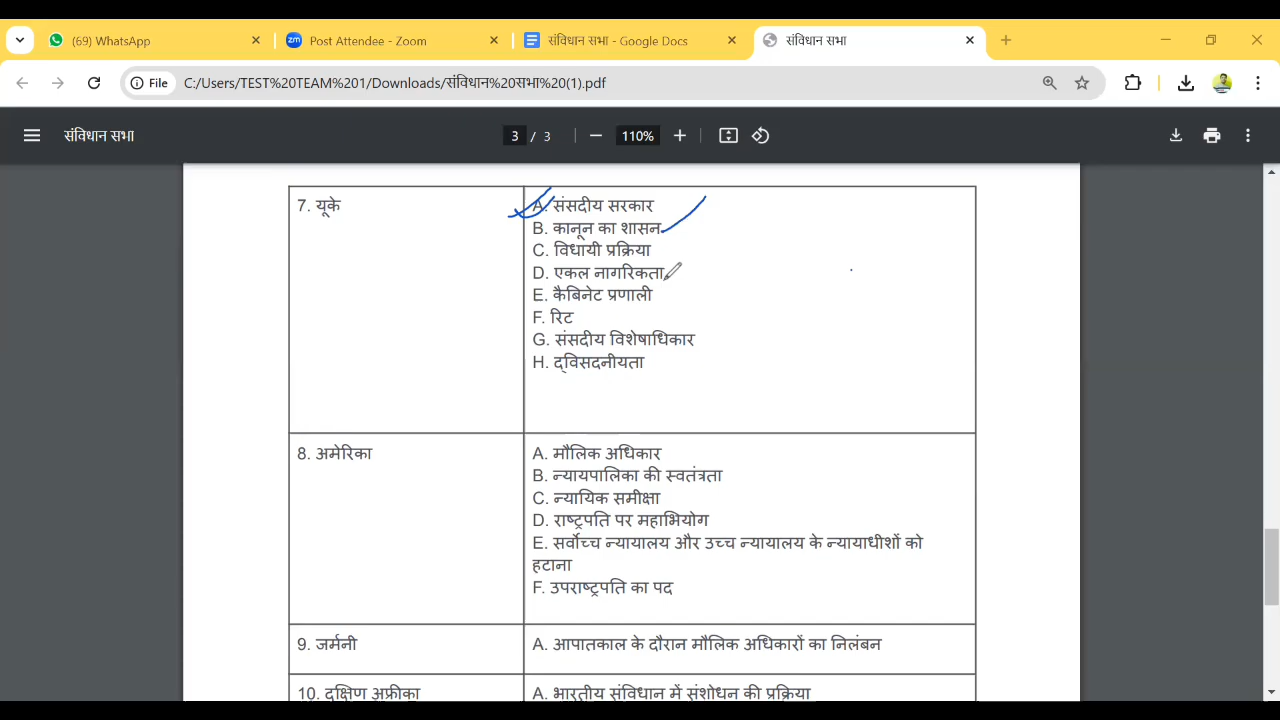 (69) WhatsApp
zm Post Attendee - Zoom
संविधान सभा - Google Docs
संविधान सभा
File C:/Users/TEST%20TEAM%201/Downloads/संविधान%20सभा%20(1).pdf
संविधान सभा
3 / 3
110%
7. यूके
A. संसदीय सरकार
B. कानून का शासन
C. विधायी प्रक्रिया
D. एकल नागरिकता
E. कैबिनेट प्रणाली
F. रिट
G. संसदीय विशेषाधिकार
H. द्विसदनीयता
8. अमेरिका
A. मौलिक अधिकार
B. न्यायपालिका की स्वतंत्रता
C. न्यायिक समीक्षा
D. राष्ट्रपति पर महाभियोग
E. सर्वोच्च न्यायालय और उच्च न्यायालय के न्यायाधीशों को
हटाना
F. उपराष्ट्रपति का पद
9. जर्मनी
A. आपातकाल के दौरान मौलिक अधिकारों का निलंबन
10. दक्षिण अफ्रीका
A. भारतीय संविधान में संशोधन की प्रक्रिया